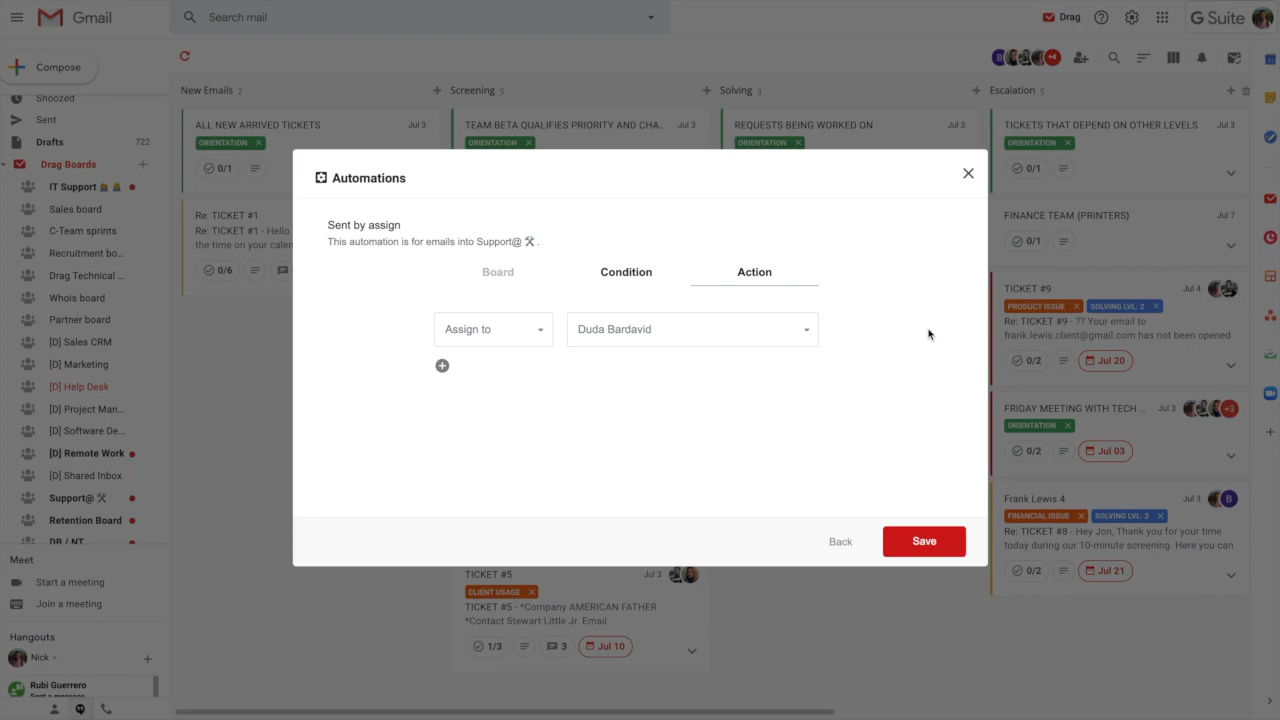 Gmail
Search mail
Drag
G Suite
Compose
Snoozed
Sent
Drafts 722
Drag Boards
IT Support
Sales board
C-Team sprints
Recruitment bo...
Drag Technical ...
Whois board
Partner board
[D] Sales CRM
[D] Marketing
[D] Help Desk
[D] Project Man...
[D] Software De...
[D] Remote Work
[D] Shared Inbox
Support@
Retention Board
DB / NT
Meet
Start a meeting
Join a meeting
Hangouts
Nick
Rubi Guerrero
Sent a message
B
+4
New Emails 2
ALL NEW ARRIVED TICKETS Jul 3
ORIENTATION
0/1
Re: TICKET #1
Re: TICKET #1 - Hello
the time on your calen
0/6
Screening 5
TEAM BETA QUALIFIES PRIORITY AND CHA... Jul 3
ORIENTATION
TICKET #5 Jul 3
CLIENT USAGE
TICKET #5 - *Company AMERICAN FATHER
*Contact Stewart Little Jr. Email
1/3 3 Jul 10
Solving 3
REQUESTS BEING WORKED ON Jul 3
ORIENTATION
Escalation 5
TICKETS THAT DEPEND ON OTHER LEVELS Jul 3
ORIENTATION
0/1
FINANCE TEAM (PRINTERS) Jul 7
0/1
TICKET #9 Jul 4
PRODUCT ISSUE SOLVING LVL: 2
Re: TICKET #9 - ?? Your email to
frank.lewis.client@gmail.com has not been opened
0/2 Jul 20
FRIDAY MEETING WITH TECH ... Jul 3 +3
ORIENTATION
0/2 Jul 03
Frank Lewis 4 Jul 3 B
FINANCIAL ISSUE SOLVING LVL: 2
Re: TICKET #8 - Hey Jon, Thank you for your time
today during our 10-minute screening. Here you can
0/2 Jul 21
Automations
Sent by assign
This automation is for emails into Support@ .
Board Condition Action
Assign to Duda Bardavid
Back Save